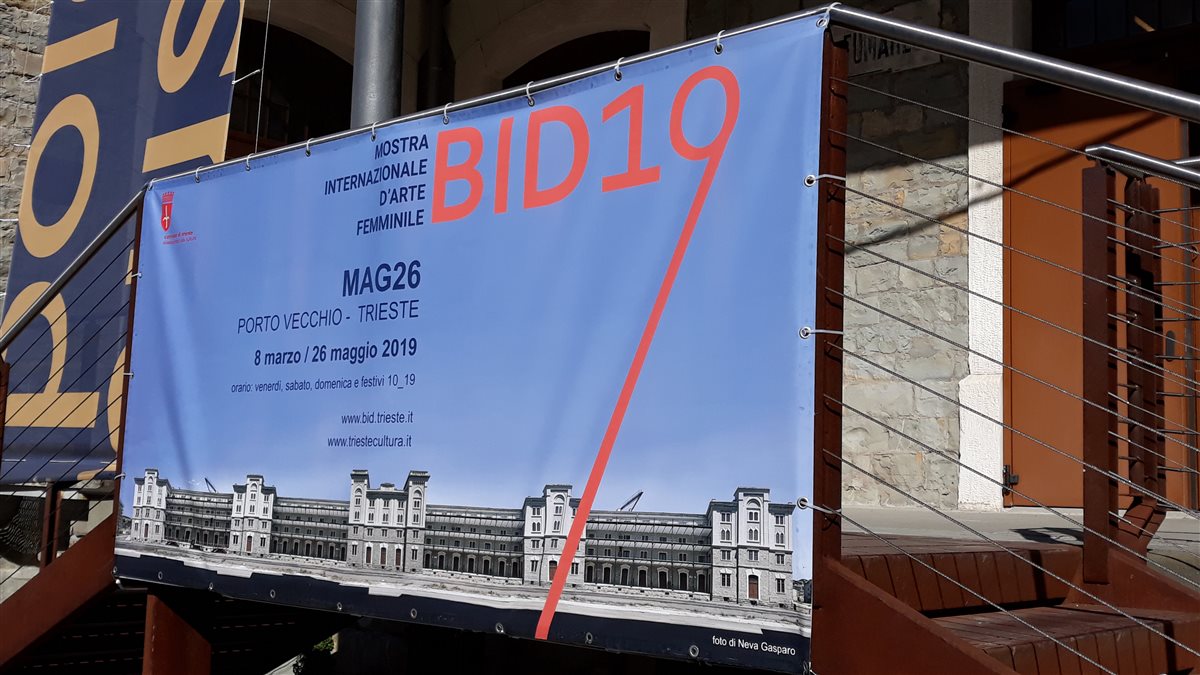 MOSTRA
INTERNAZIONALE
D'ARTE
FEMMINILE
BID19
MAG26
PORTO VECCHIO - TRIESTE
8 marzo / 26 maggio 2019
orario: venerdì, sabato, domenica e festivi 10_19
www.bid.trieste.it
www.triestecultura.it
foto di Neva Gasparo
FUMARE